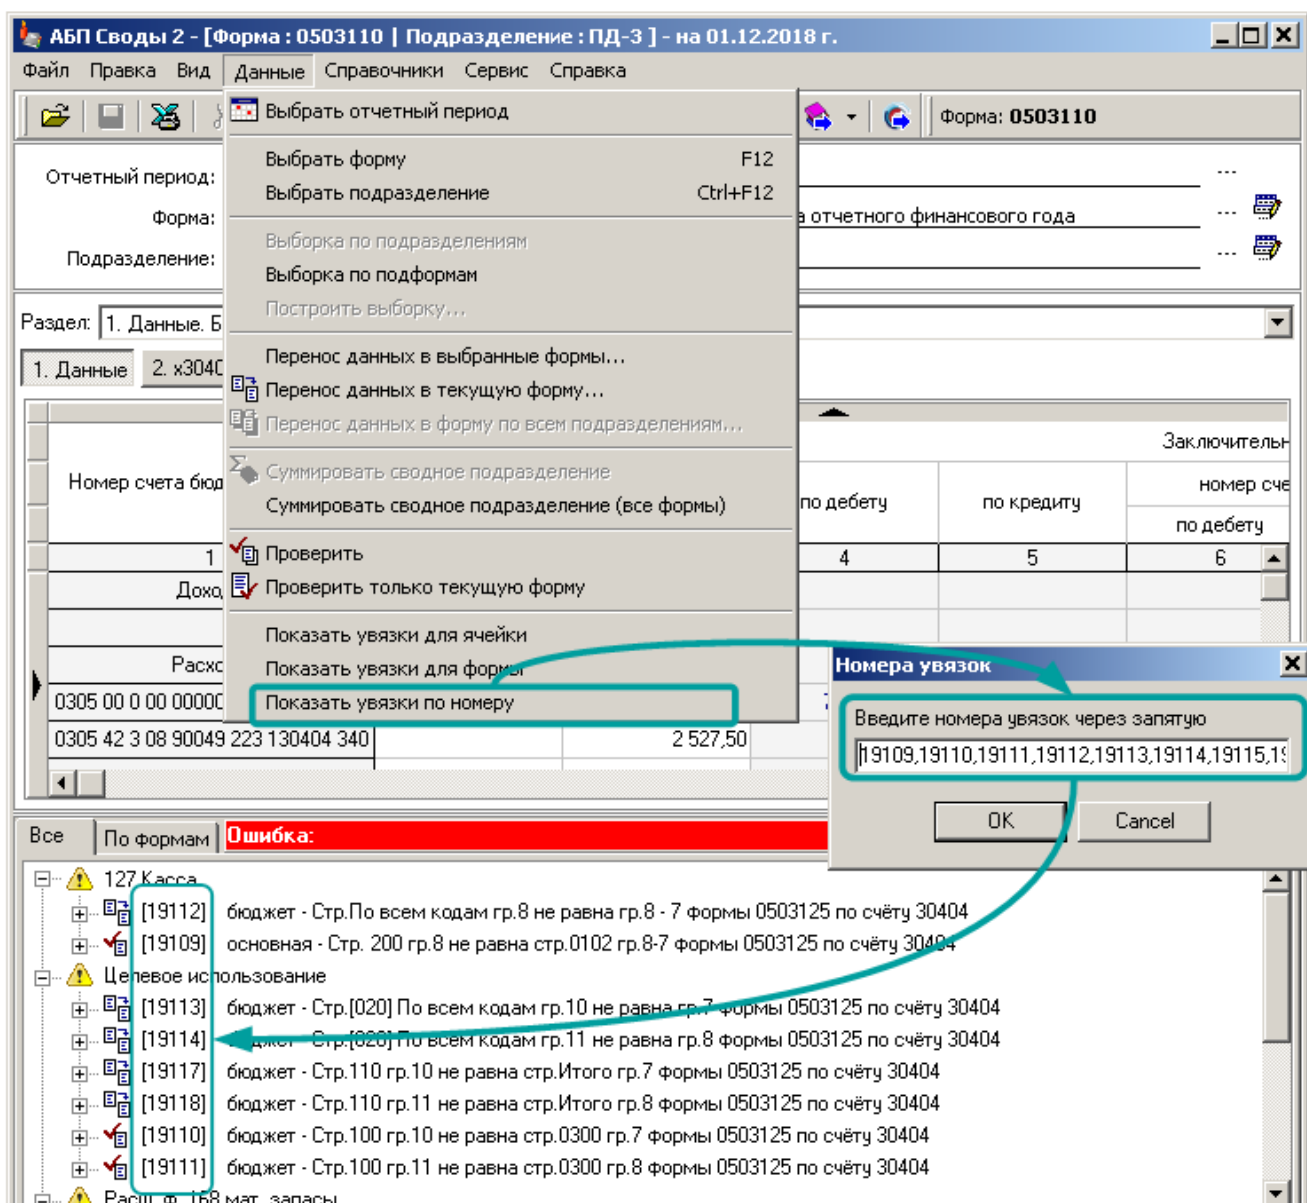 АБП Своды 2 - [Форма : 0503110 | Подразделение : ПД-3 ] - на 01.12.2018 г.
Файл Правка Вид Данные Справочники Сервис Справка
Форма: 0503110
Выбрать отчетный период
Выбрать форму F12
Выбрать подразделение Ctrl+F12
Выборка по подразделениям
Выборка по подформам
Построить выборку...
Перенос данных в выбранные формы...
Перенос данных в текущую форму...
Перенос данных в форму по всем подразделениям...
Суммировать сводное подразделение
Суммировать сводное подразделение (все формы)
Проверить
Проверить только текущую форму
Показать увязки для ячейки
Показать увязки для формы
Показать увязки по номеру
Отчетный период: ...
Форма: а отчетного финансового года ...
Подразделение: ...
Раздел: 1. Данные. Б
1. Данные 2. х3040
Заключительн
Номер счета бюд по дебету по кредиту номер сче
по дебету
1 4 5 6
Дохо
Расхо
0305 00 0 00 00000
0305 42 3 08 90049 223 130404 340 2 527,50
Номера увязок
Введите номера увязок через запятую
19109,19110,19111,19112,19113,19114,19115,19
OK Cancel
Все По формам Ошибка:
127 Касса
[19112] бюджет - Стр.По всем кодам гр.8 не равна гр.8 - 7 формы 0503125 по счёту 30404
[19109] основная - Стр. 200 гр.8 не равна стр.0102 гр.8-7 формы 0503125 по счёту 30404
Целевое использование
[19113] бюджет - Стр.[020] По всем кодам гр.10 не равна гр.7 формы 0503125 по счёту 30404
[19114] бюджет - Стр.[020] По всем кодам гр.11 не равна гр.8 формы 0503125 по счёту 30404
[19117] бюджет - Стр.110 гр.10 не равна стр.Итого гр.7 формы 0503125 по счёту 30404
[19118] бюджет - Стр.110 гр.11 не равна стр.Итого гр.8 формы 0503125 по счёту 30404
[19110] бюджет - Стр.100 гр.10 не равна стр.0300 гр.7 формы 0503125 по счёту 30404
[19111] бюджет - Стр.100 гр.11 не равна стр.0300 гр.8 формы 0503125 по счёту 30404
Расш. ф. 168 мат. запасы